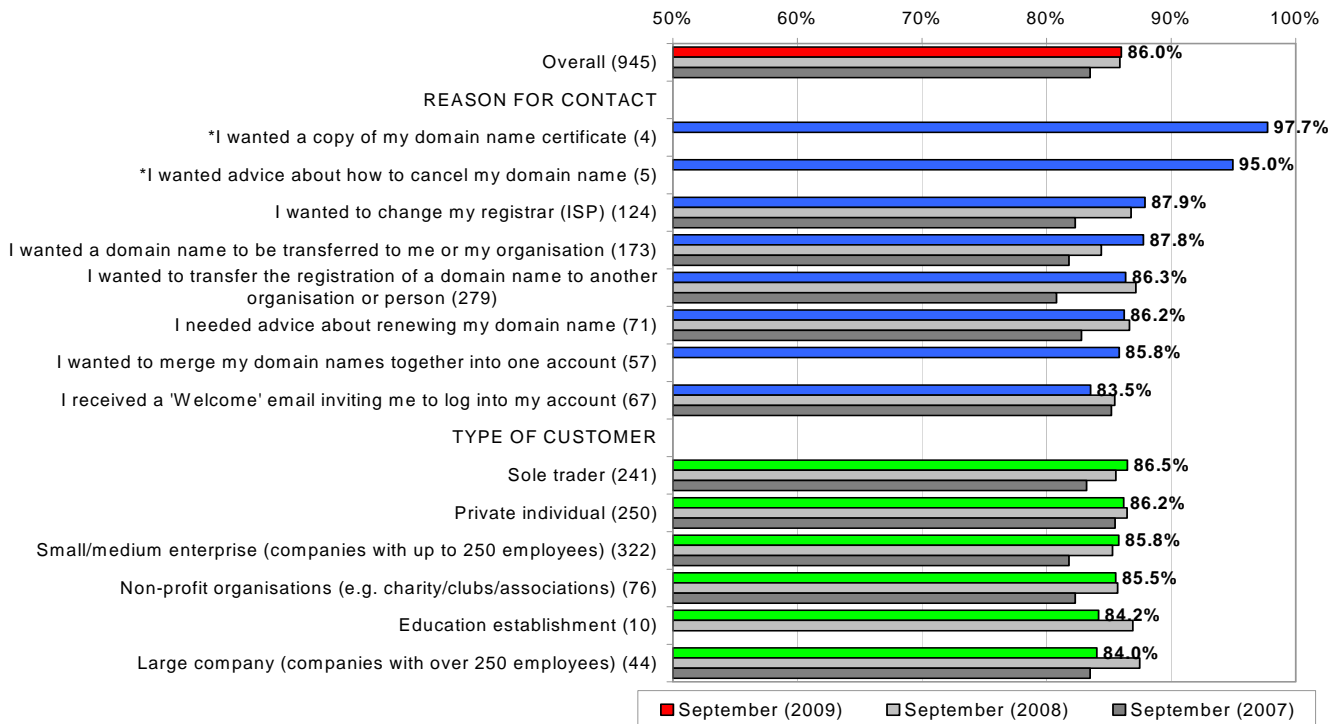 50% 60% 70% 80% 90% 100%
Overall (945) 86.0%
REASON FOR CONTACT
*I wanted a copy of my domain name certificate (4) 97.7%
*I wanted advice about how to cancel my domain name (5) 95.0%
I wanted to change my registrar (ISP) (124) 87.9%
I wanted a domain name to be transferred to me or my organisation (173) 87.8%
I wanted to transfer the registration of a domain name to another
organisation or person (279) 86.3%
I needed advice about renewing my domain name (71) 86.2%
I wanted to merge my domain names together into one account (57) 85.8%
I received a 'Welcome' email inviting me to log into my account (67) 83.5%
TYPE OF CUSTOMER
Sole trader (241) 86.5%
Private individual (250) 86.2%
Small/medium enterprise (companies with up to 250 employees) (322) 85.8%
Non-profit organisations (e.g. charity/clubs/associations) (76) 85.5%
Education establishment (10) 84.2%
Large company (companies with over 250 employees) (44) 84.0%
September (2009) September (2008) September (2007)